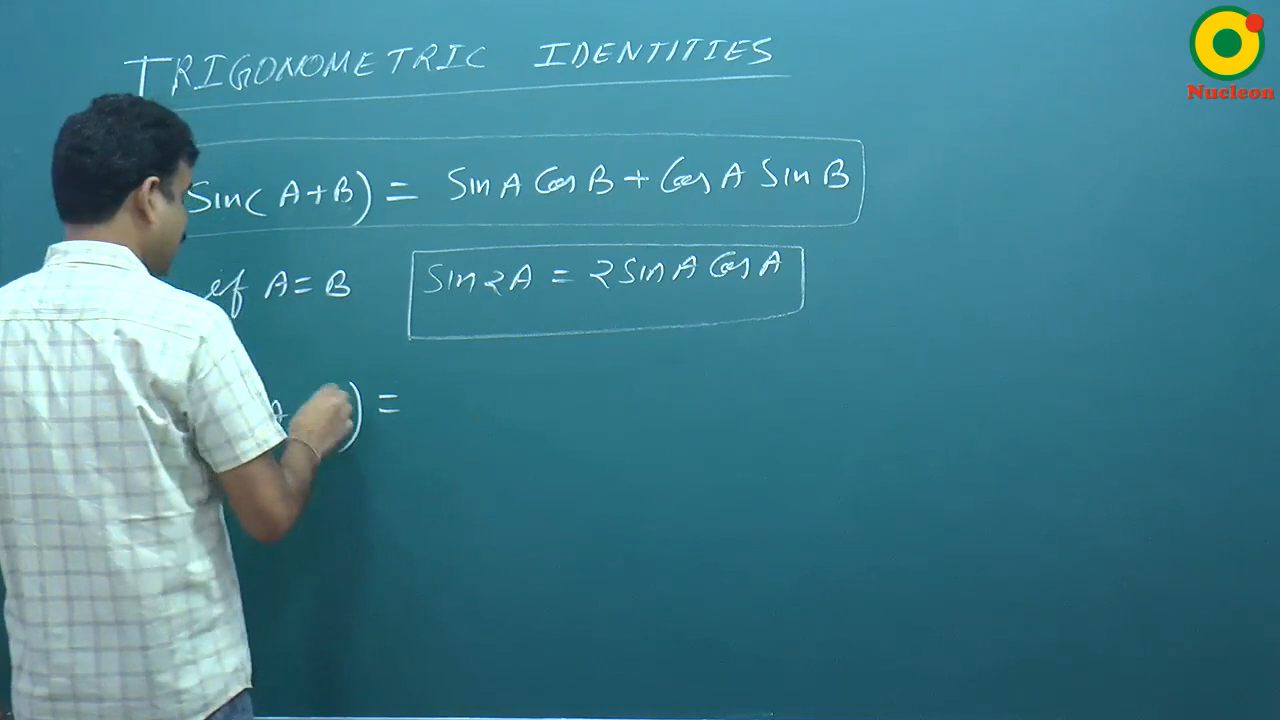 TRIGONOMETRIC IDENTITIES
Nucleon
Sin(A+B) = SinA CosB + CosA SinB
if A=B Sin2A = 2SinA CosA
) =